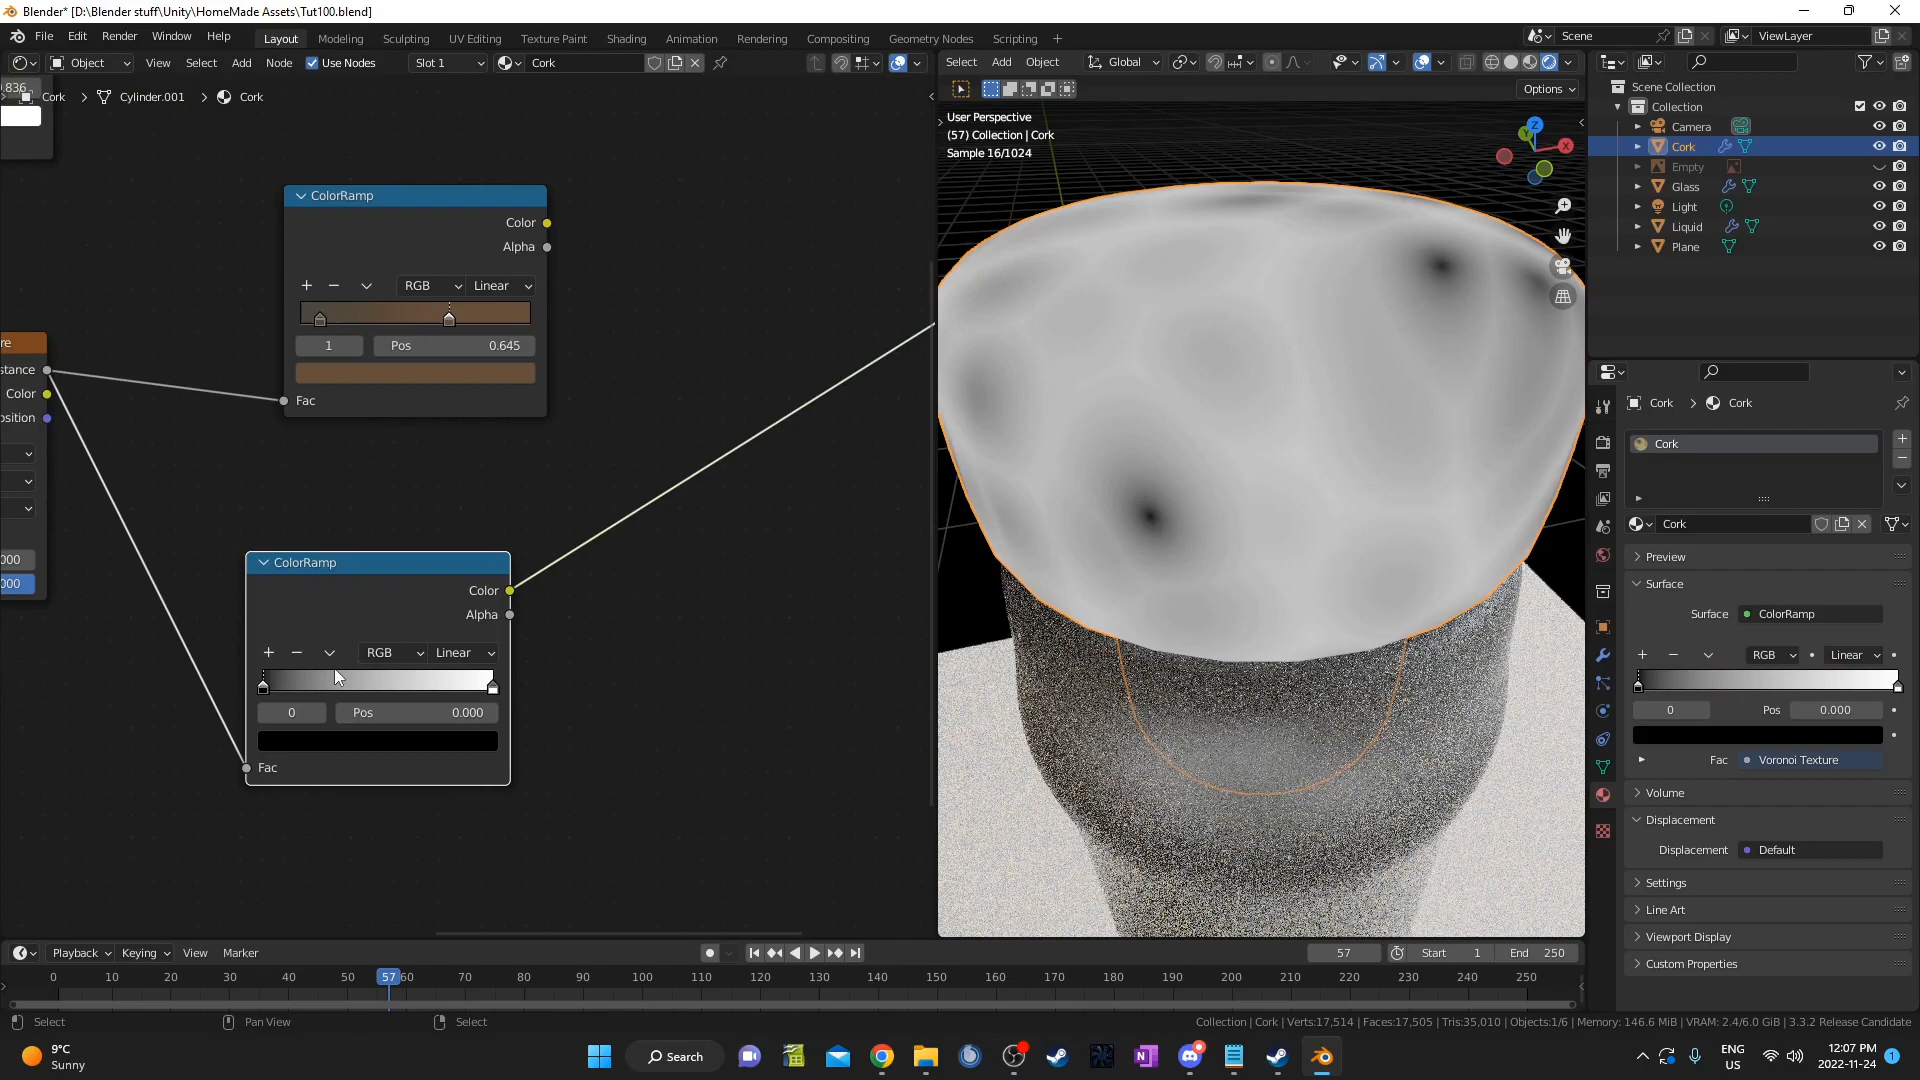 Blender* [D:\Blender stuff\Unity\HomeMade Assets\Tut100.blend]
File Edit Render Window Help Layout Modeling Sculpting UV Editing Texture Paint Shading Animation Rendering Compositing Geometry Nodes Scripting + Scene ViewLayer
Object View Select Add Object Node Use Nodes Slot 1 Cork Select Add Object Global
Options
0.836
Cork > Cylinder.001 > Cork
User Perspective
(57) Collection | Cork
Sample 16/1024
Z
Y
X
Scene Collection
Collection
Camera
Cork
Empty
Glass
Light
Liquid
Plane
ColorRamp
Color
Alpha
RGB Linear
1 Pos 0.645
Fac
re
stance
Color
osition
000
000
ColorRamp
Color
Alpha
RGB Linear
0 Pos 0.000
Fac
Cork > Cork
Cork
Cork
Preview
Surface
Surface ColorRamp
RGB Linear
0 Pos 0.000
Fac Voronoi Texture
Volume
Displacement
Displacement Default
Settings
Line Art
Viewport Display
Custom Properties
Playback Keying View Marker 57 Start 1 End 250
0 10 20 30 40 50 57 60 70 80 90 100 110 120 130 140 150 160 170 180 190 200 210 220 230 240 250
Select Pan View Select Collection | Cork | Verts:17,514 | Faces:17,505 | Tris:35,010 | Objects:1/6 | Memory: 146.6 MiB | VRAM: 2.4/6.0 GiB | 3.3.2 Release Candidate
9°C
Sunny
Search
ENG
US
12:07 PM
2022-11-24
1